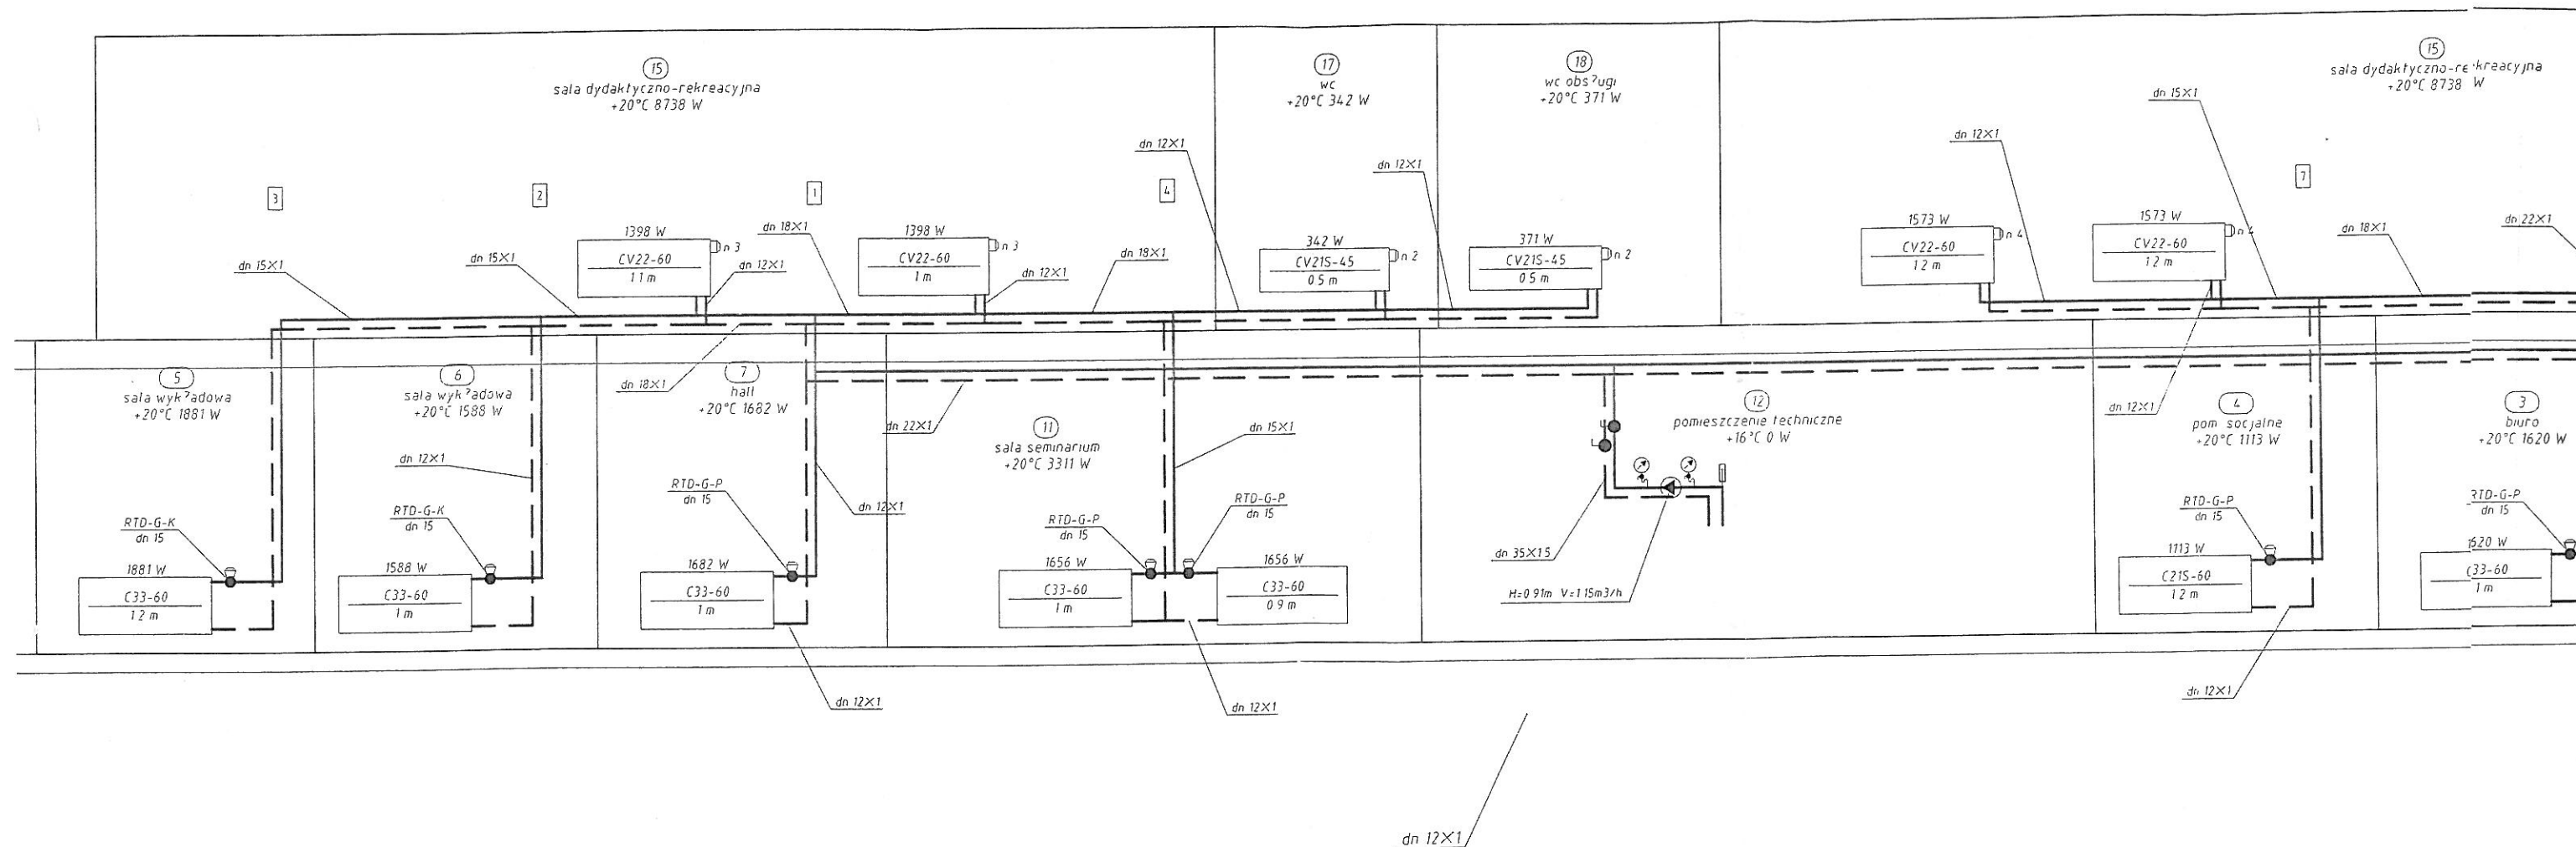 15
sala dydaktyczno-rekreacyjna
+20°C 8738 W
17
wc
+20°C 342 W
18
wc obs?ugi
+20°C 371 W
15
sala dydaktyczno-rekreacyjna
+20°C 8738 W
dn 15X1
dn 12X1
dn 12X1
dn 12X1
3
2
1
4
7
1398 W
CV22-60
1 1 m
n 3
dn 18X1
1398 W
CV22-60
1 m
n 3
342 W
CV21S-45
0 5 m
n 2
371 W
CV21S-45
0 5 m
n 2
1573 W
CV22-60
1 2 m
n 4
1573 W
CV22-60
1 2 m
dn 18X1
dn 22X1
dn 15X1
dn 15X1
dn 12X1
dn 12X1
dn 18X1
5
sala wyk?adowa
+20°C 1881 W
6
sala wyk?adowa
+20°C 1588 W
dn 18X1
7
hall
+20°C 1682 W
dn 22X1
11
sala seminarium
+20°C 3311 W
dn 15X1
12
pomieszczenie techniczne
+16°C 0 W
dn 12X1
4
pom socjalne
+20°C 1113 W
3
biuro
+20°C 1620 W
dn 12X1
RTD-G-K
dn 15
RTD-G-K
dn 15
RTD-G-P
dn 15
dn 12X1
RTD-G-P
dn 15
RTD-G-P
dn 15
dn 35X1 5
H=0 91m V=1 15m3/h
RTD-G-P
dn 15
RTD-G-P
dn 15
1881 W
C33-60
1 2 m
1588 W
C33-60
1 m
1682 W
C33-60
1 m
1656 W
C33-60
1 m
1656 W
C33-60
0 9 m
1113 W
C21S-60
1 2 m
1620 W
C33-60
1 m
dn 12X1
dn 12X1
dn 12X1
dn 12X1